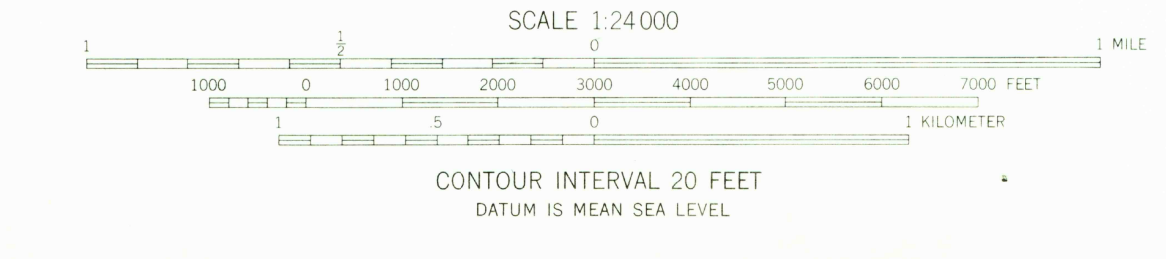 SCALE 1:24 000
1 1/2 0 1 MILE
1000 0 1000 2000 3000 4000 5000 6000 7000 FEET
1 .5 0 1 KILOMETER
CONTOUR INTERVAL 20 FEET
DATUM IS MEAN SEA LEVEL